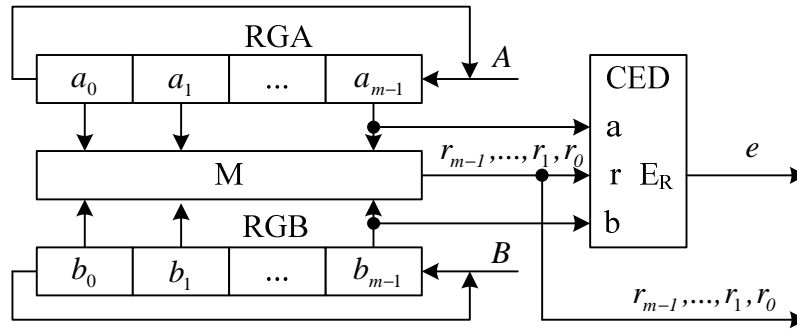 RGA
A
a₀ a₁ ... aₘ₋₁
CED
a
M
rₘ₋₁,...,r₁,r₀
r Eᵣ
e
b
RGB
B
b₀ b₁ ... bₘ₋₁
rₘ₋₁,...,r₁,r₀